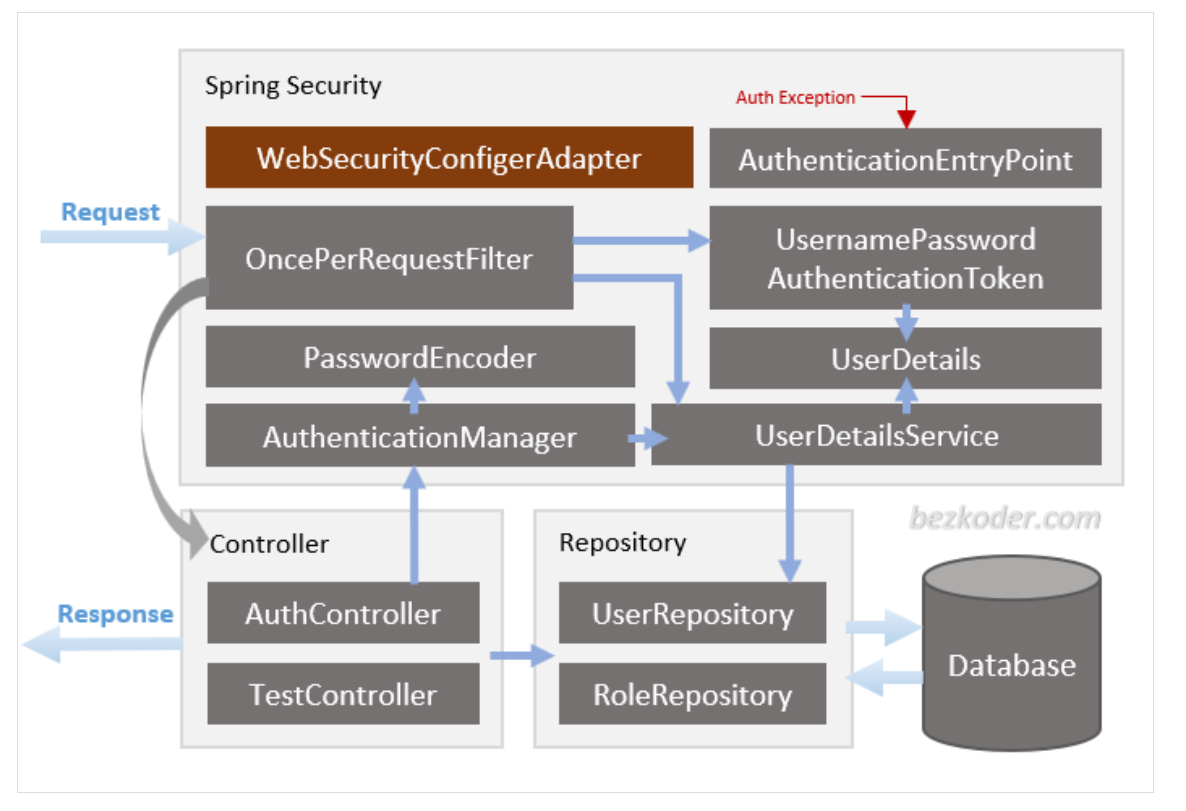 Spring Security
Auth Exception
WebSecurityConfigerAdapter
AuthenticationEntryPoint
Request
OncePerRequestFilter
UsernamePassword
AuthenticationToken
PasswordEncoder
UserDetails
AuthenticationManager
UserDetailsService
bezkoder.com
Controller
Repository
Response
AuthController
UserRepository
Database
TestController
RoleRepository